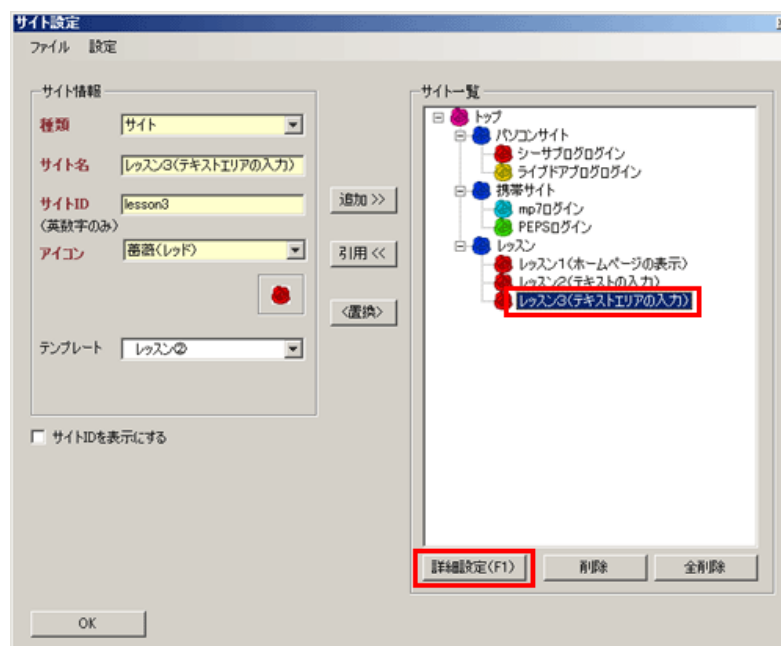 サイト設定
ファイル 設定
サイト情報
種類 サイト
サイト名 レッスン3(テキストエリアの入力)
サイトID lesson3
(英数字のみ)
アイコン 薔薇(レッド)
テンプレート レッスン②
サイトIDを表示にする
追加 >>
引用 <<
<置換>
サイト一覧
トップ
パソコンサイト
シーサブログログイン
ライブドアブログログイン
携帯サイト
mp7ログイン
PEPSログイン
レッスン
レッスン1(ホームページの表示)
レッスン2(テキストの入力)
レッスン3(テキストエリアの入力)
詳細設定(F1) 削除 全削除
OK